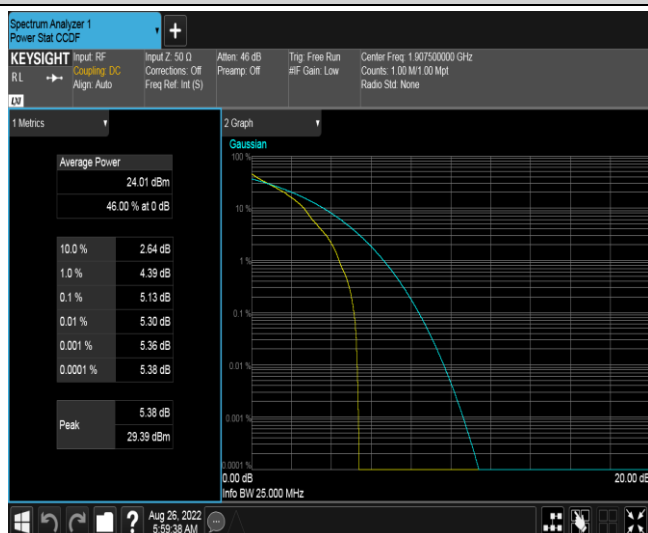 Spectrum Analyzer 1
Power Stat CCDF
KEYSIGHT
RL
LXI
Input: RF
Coupling: DC
Align: Auto
Input Z: 50 Ω
Corrections: Off
Freq Ref: Int (S)
Atten: 46 dB
Preamp: Off
Trig: Free Run
#IF Gain: Low
Center Freq: 1.907500000 GHz
Counts: 1.00 M/1.00 Mpt
Radio Std: None
1 Metrics
Average Power
24.01 dBm
46.00 % at 0 dB
10.0 % 2.64 dB
1.0 % 4.39 dB
0.1 % 5.13 dB
0.01 % 5.30 dB
0.001 % 5.36 dB
0.0001 % 5.38 dB
Peak
5.38 dB
29.39 dBm
2 Graph
Gaussian
100 %
10 %
1 %
0.1 %
0.01 %
0.001 %
0.0001 %
0.00 dB 20.00 dB
Info BW 25.000 MHz
Aug 26, 2022
5:59:38 AM